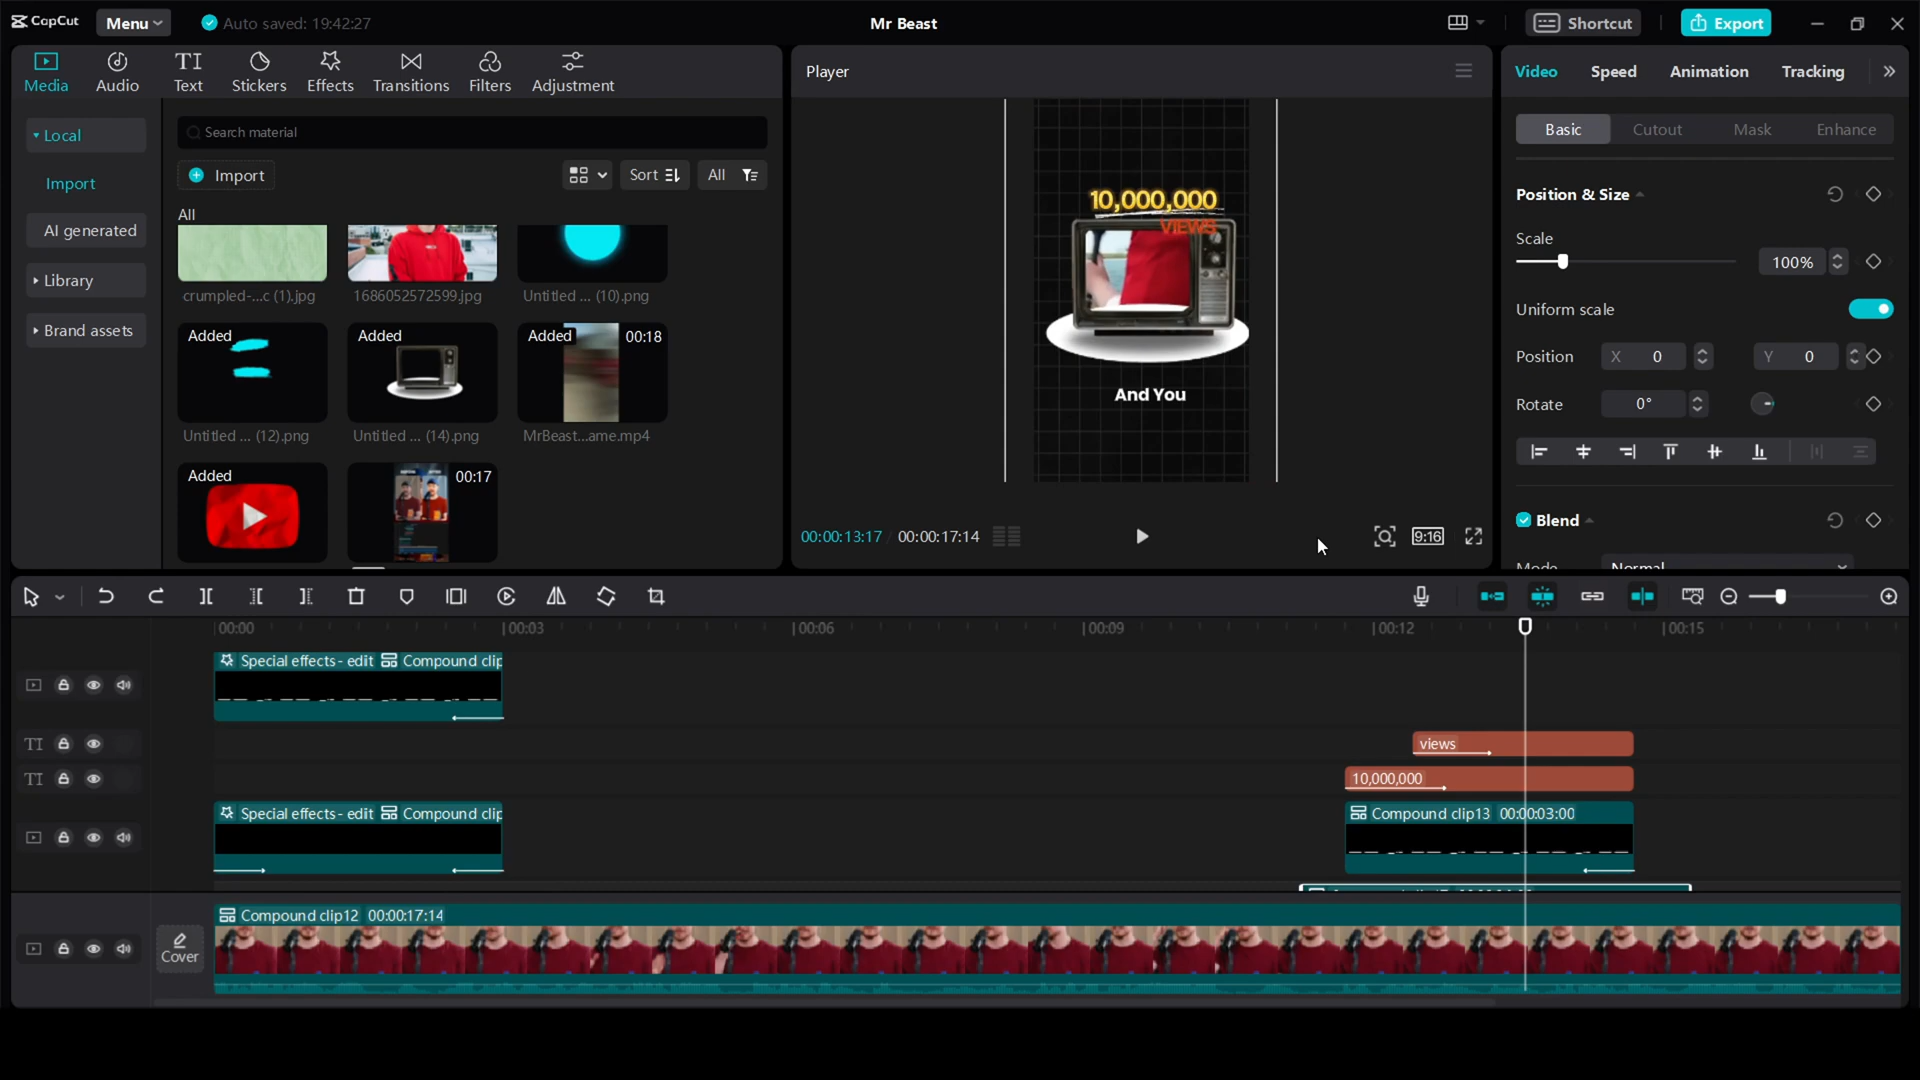 CapCut
Menu
Auto saved: 19:42:27
Mr Beast
Shortcut
Export
Media
Audio
TI
Text
Stickers
Effects
Transitions
Filters
Adjustment
Local
Import
AI generated
Library
Brand assets
Search material
Import
Sort
All
All
crumpled-...c (1).jpg
1686052572599.jpg
Untitled ... (10).png
Added
Added
Added
00:18
Untitled ... (12).png
Untitled ... (14).png
MrBeast...ame.mp4
Added
00:17
Player
10,000,000
VIEWS
And You
00:00:13:17 / 00:00:17:14
9:16
Video
Speed
Animation
Tracking
Basic
Cutout
Mask
Enhance
Position & Size
Scale
100%
Uniform scale
Position
X 0
Y 0
Rotate
0°
Blend
Mode
Normal
00:00
00:03
00:06
00:09
00:12
00:15
Special effects - edit
Compound clip
TI
views
TI
10,000,000
Special effects - edit
Compound clip
Compound clip13 00:00:03:00
Cover
Compound clip12 00:00:17:14